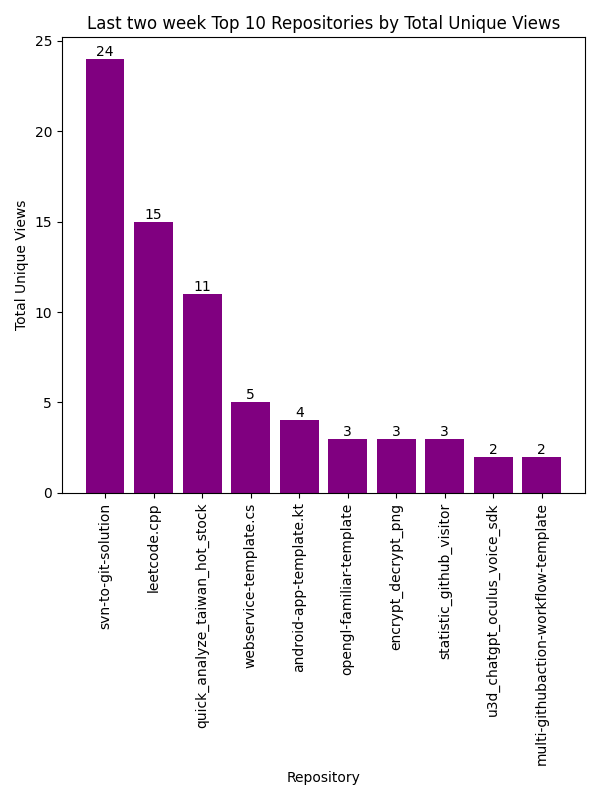 Last two week Top 10 Repositories by Total Unique Views
Total Unique Views
25
20
15
10
5
0
24
15
11
5
4
3
3
3
2
2
svn-to-git-solution
leetcode.cpp
quick_analyze_taiwan_hot_stock
webservice-template.cs
android-app-template.kt
opengl-familiar-template
encrypt_decrypt_png
statistic_github_visitor
u3d_chatgpt_oculus_voice_sdk
multi-githubaction-workflow-template
Repository